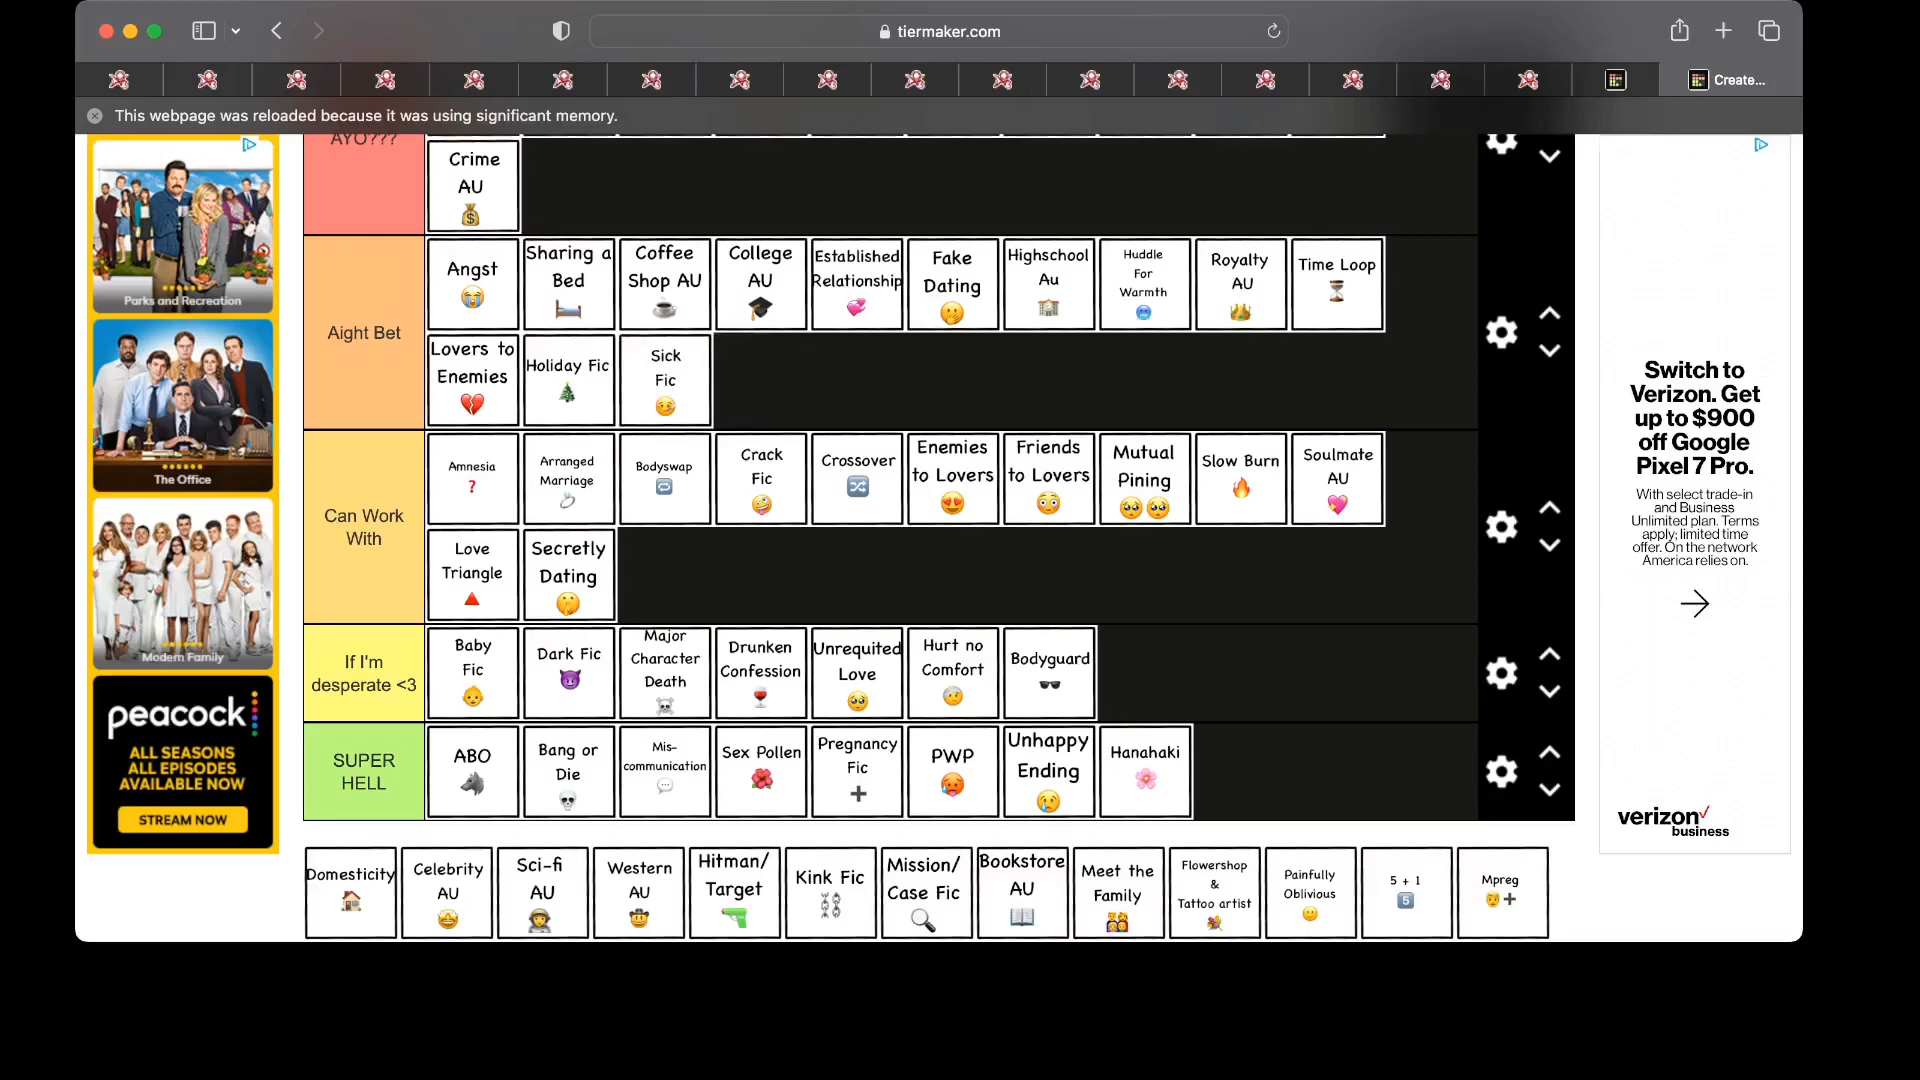 tiermaker.com
Create...
This webpage was reloaded because it was using significant memory.
Parks and Recreation
The Office
Modern Family
peacock
ALL SEASONS
ALL EPISODES
AVAILABLE NOW
STREAM NOW
AYO???
Crime
AU
Aight Bet
Angst
Sharing a
Bed
Coffee
Shop AU
College
AU
Established
Relationship
Fake
Dating
Highschool
Au
Huddle
For
Warmth
Royalty
AU
Time Loop
Lovers to
Enemies
Holiday Fic
Sick
Fic
Can Work
With
Amnesia
?
Arranged
Marriage
Bodyswap
Crack
Fic
Crossover
Enemies
to Lovers
Friends
to Lovers
Mutual
Pining
Slow Burn
Soulmate
AU
Love
Triangle
Secretly
Dating
If I'm
desperate <3
Baby
Fic
Dark Fic
Major
Character
Death
Drunken
Confession
Unrequited
Love
Hurt no
Comfort
Bodyguard
SUPER
HELL
ABO
Bang or
Die
Mis-
communication
Sex Pollen
Pregnancy
Fic
PWP
Unhappy
Ending
Hanahaki
Domesticity
Celebrity
AU
Sci-fi
AU
Western
AU
Hitman/
Target
Kink Fic
Mission/
Case Fic
Bookstore
AU
Meet the
Family
Flowershop
&
Tattoo artist
Painfully
Oblivious
5 + 1
5
Mpreg
Switch to
Verizon. Get
up to $900
off Google
Pixel 7 Pro.
With select trade-in
and Business
Unlimited plan. Terms
apply; limited time
offer. On the network
America relies on.
verizon
business